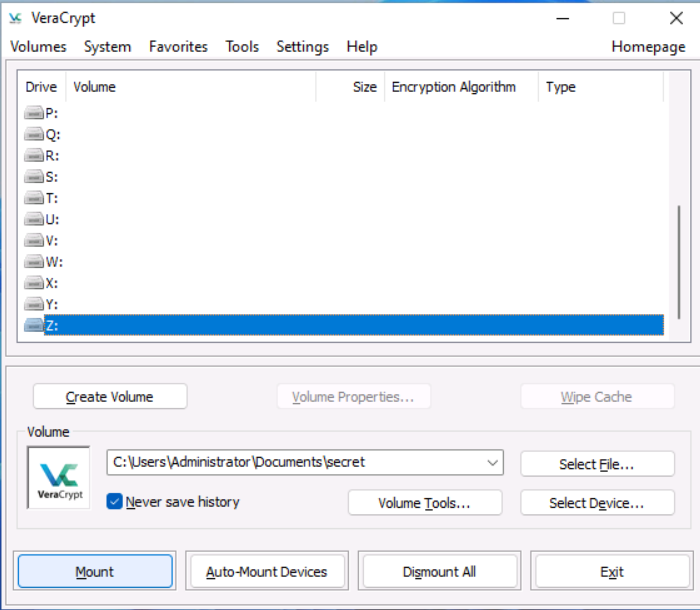 VeraCrypt
Volumes System Favorites Tools Settings Help Homepage
Drive Volume Size Encryption Algorithm Type
P:
Q:
R:
S:
T:
U:
V:
W:
X:
Y:
Z:
Create Volume Volume Properties... Wipe Cache
Volume
VeraCrypt
C:\Users\Administrator\Documents\secret Select File...
Never save history Volume Tools... Select Device...
Mount Auto-Mount Devices Dismount All Exit